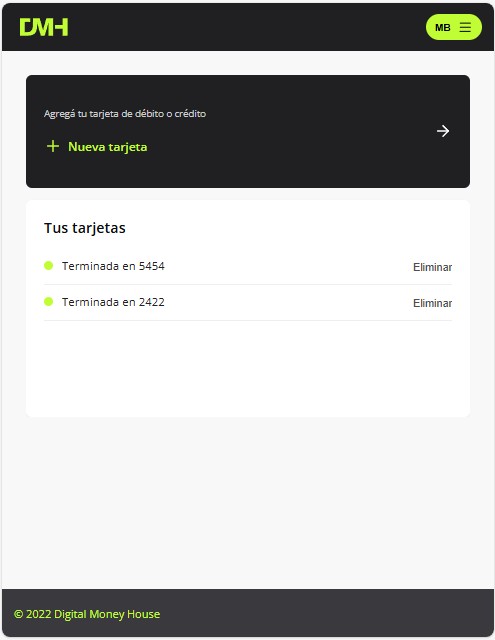 DMH
MB
Agregá tu tarjeta de débito o crédito
Nueva tarjeta
Tus tarjetas
Terminada en 5454
Eliminar
Terminada en 2422
Eliminar
© 2022 Digital Money House